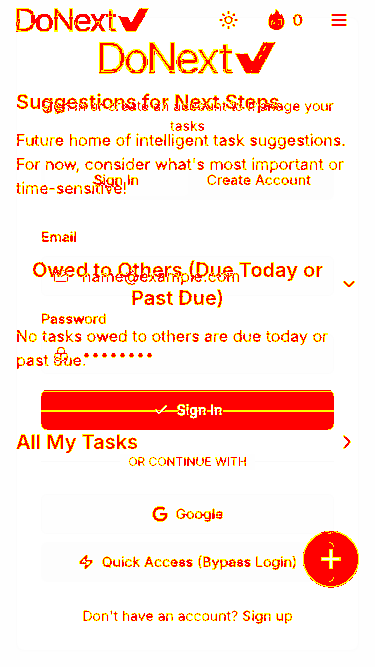 DoNext
0
DoNext
Suggestions for Next Steps
Sign in or create an account to manage your
tasks
Future home of intelligent task suggestions.
For now, consider what's most important or
time-sensitive!
Sign In
Create Account
Email
Owed to Others (Due Today or
Past Due)
name@example.com
Password
No tasks owed to others are due today or
past due.
••••••••
Sign In
All My Tasks
OR CONTINUE WITH
Google
Quick Access (Bypass Login)
Don't have an account? Sign up